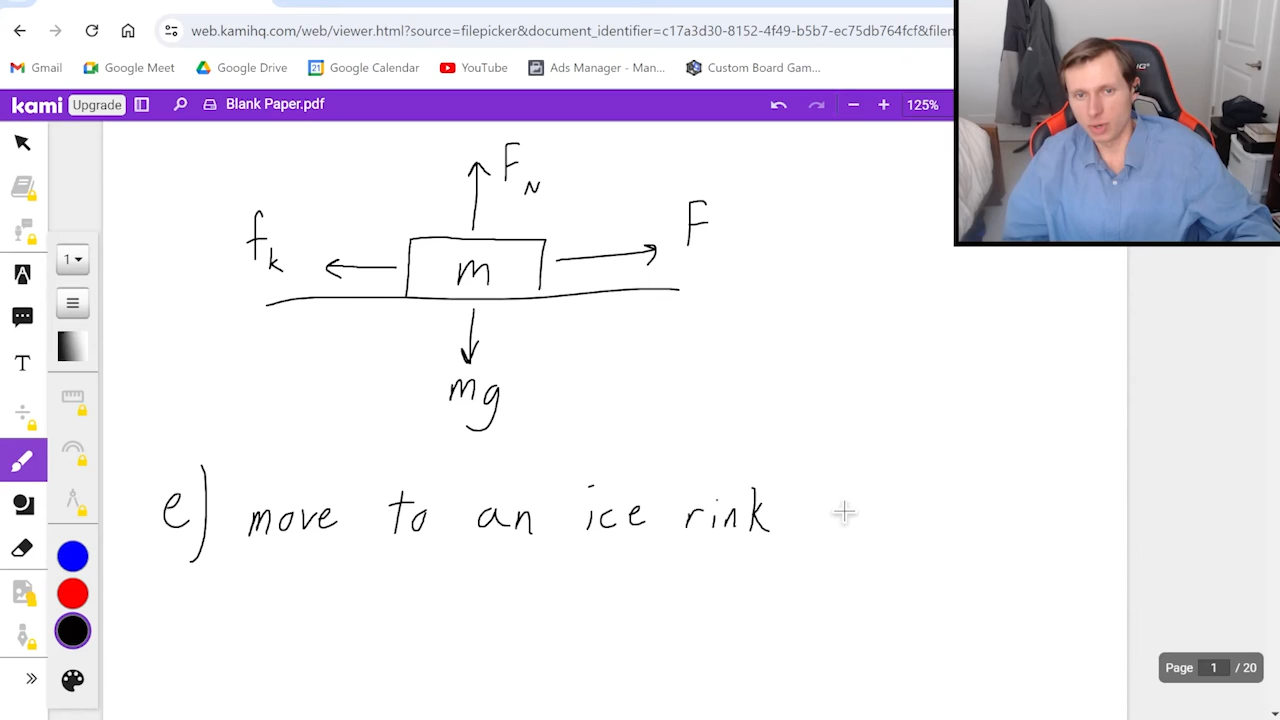 web.kamihq.com/web/viewer.html?source=filepicker&document_identifier=c17a3d30-8152-4f49-b5b7-ec75db764fcf&filen
Gmail Google Meet Google Drive Google Calendar YouTube Ads Manager - Man... Custom Board Gam...
kami Upgrade Blank Paper.pdf 125%
F_N
f_k
F
m
mg
1
e) move to an ice rink
Page 1 / 20